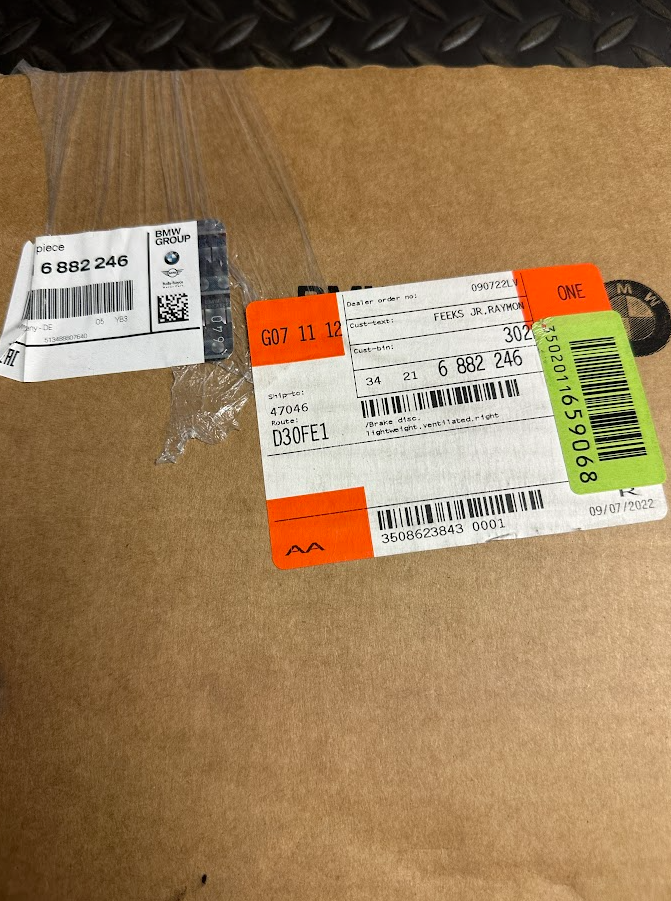 piece
6 882 246
BMW
GROUP
05 YB3
513488807640
G07 11 12
Dealer order no:
090722LV
ONE
Cust-text:
FEEKS JR,RAYMON
Cust-bin:
302
34 21 6 882 246
Ship-to:
47046
Route:
D30FE1
/Brake disc,
lightweight,ventilated,right
AA
3508623843 0001
R
09/07/2022
3502011659068
B M W